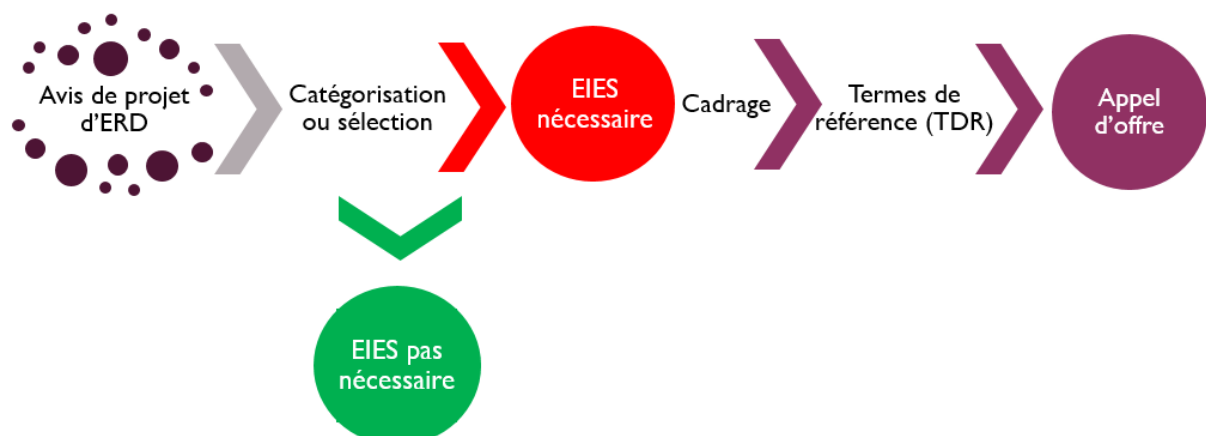 Avis de projet
d'ERD
Catégorisation
ou sélection
EIES
nécessaire
Cadrage
Termes de
référence (TDR)
Appel
d'offre
EIES pas
nécessaire